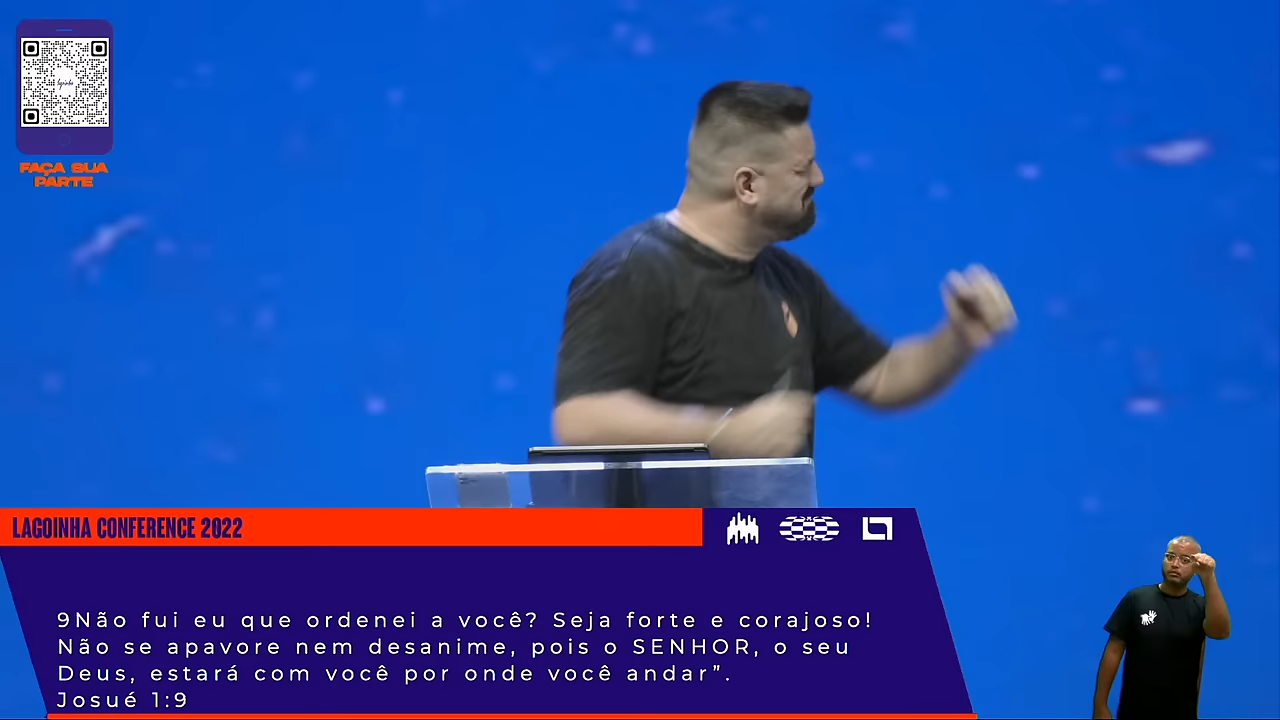 FAÇA SUA
PARTE
LAGOINHA CONFERENCE 2022
9Não fui eu que ordenei a você? Seja forte e corajoso!
Não se apavore nem desanime, pois o SENHOR, o seu
Deus, estará com você por onde você andar”.
Josué 1:9